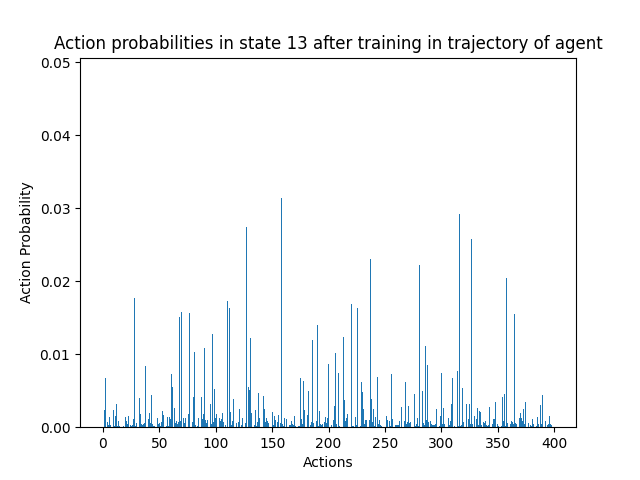 Action probabilities in state 13 after training in trajectory of agent
0.05
0.04
0.03
0.02
0.01
0.00
Action Probability
0 50 100 150 200 250 300 350 400
Actions